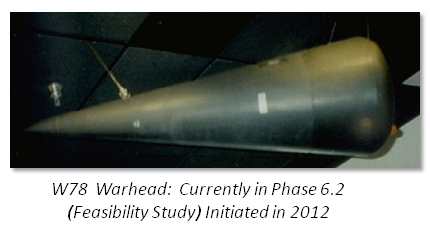 W78  Warhead:  Currently in Phase 6.2
(Feasibility Study) Initiated in 2012